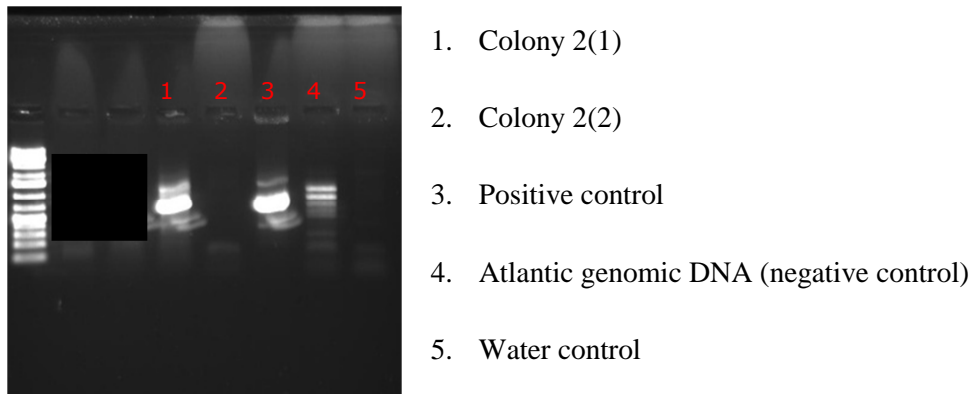 1 2 3 4 5
1. Colony 2(1)
2. Colony 2(2)
3. Positive control
4. Atlantic genomic DNA (negative control)
5. Water control